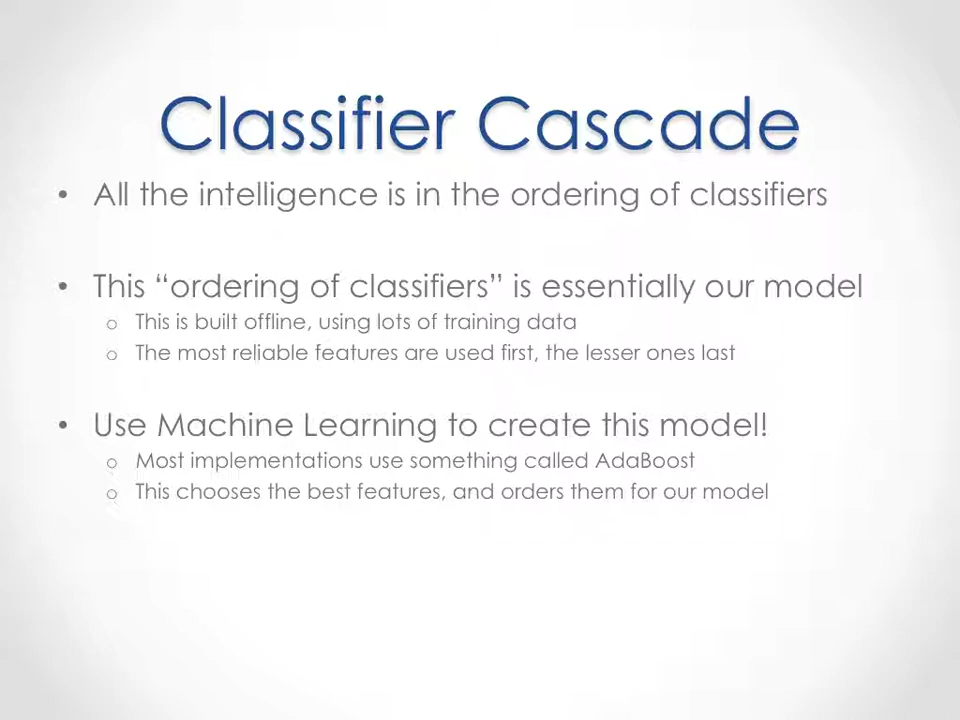 Classifier Cascade
• All the intelligence is in the ordering of classifiers
• This “ordering of classifiers” is essentially our model
o This is built offline, using lots of training data
o The most reliable features are used first, the lesser ones last
• Use Machine Learning to create this model!
o Most implementations use something called AdaBoost
o This chooses the best features, and orders them for our model